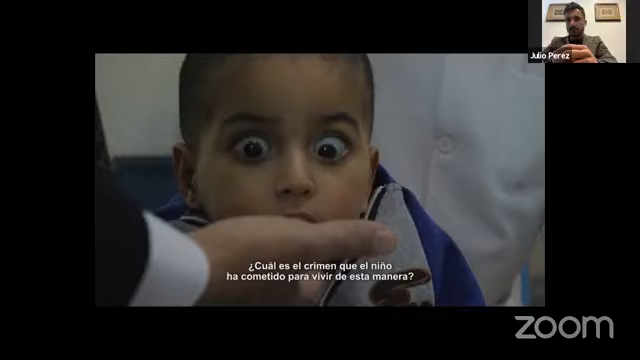 Julio Perez
¿Cuál es el crimen que el niño
ha cometido para vivir de esta manera?
zoom